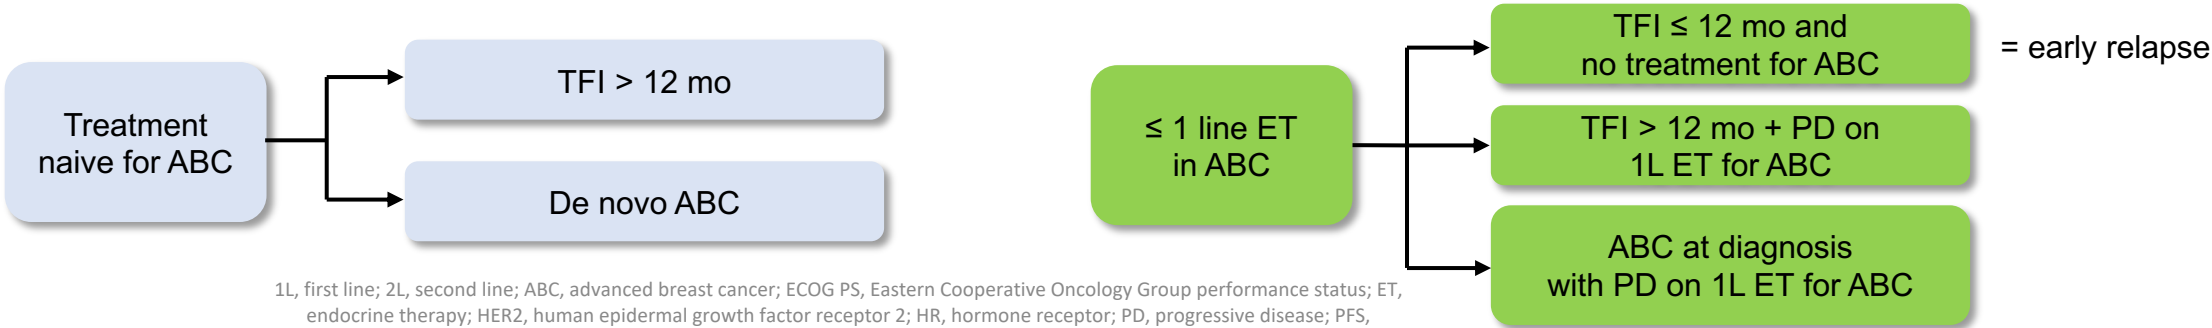 Treatment
naive for ABC
TFI > 12 mo
De novo ABC
≤ 1 line ET
in ABC
TFI ≤ 12 mo and
no treatment for ABC
= early relapse
TFI > 12 mo + PD on
1L ET for ABC
ABC at diagnosis
with PD on 1L ET for ABC
1L, first line; 2L, second line; ABC, advanced breast cancer; ECOG PS, Eastern Cooperative Oncology Group performance status; ET,
endocrine therapy; HER2, human epidermal growth factor receptor 2; HR, hormone receptor; PD, progressive disease; PFS,